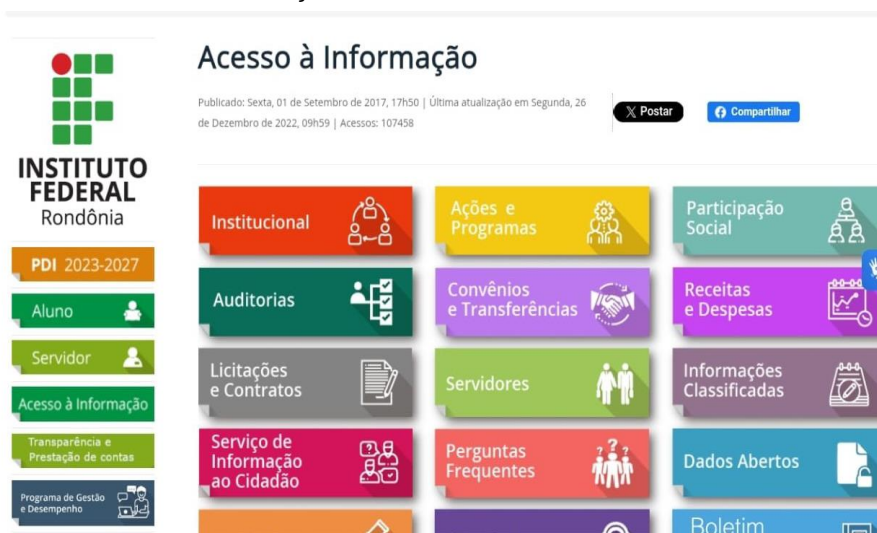 Acesso à Informação
Publicado: Sexta, 01 de Setembro de 2017, 17h50 | Última atualização em Segunda, 26
de Dezembro de 2022, 09h59 | Acessos: 107458
Postar
Compartilhar
INSTITUTO
FEDERAL
Rondônia
PDI 2023-2027
Aluno
Servidor
Acesso à Informação
Transparência e
Prestação de contas
Programa de Gestão
e Desempenho
Institucional
Ações e
Programas
Participação
Social
Auditorias
Convênios
e Transferências
Receitas
e Despesas
Licitações
e Contratos
Servidores
Informações
Classificadas
Serviço de
Informação
ao Cidadão
Perguntas
Frequentes
Dados Abertos
Boletim